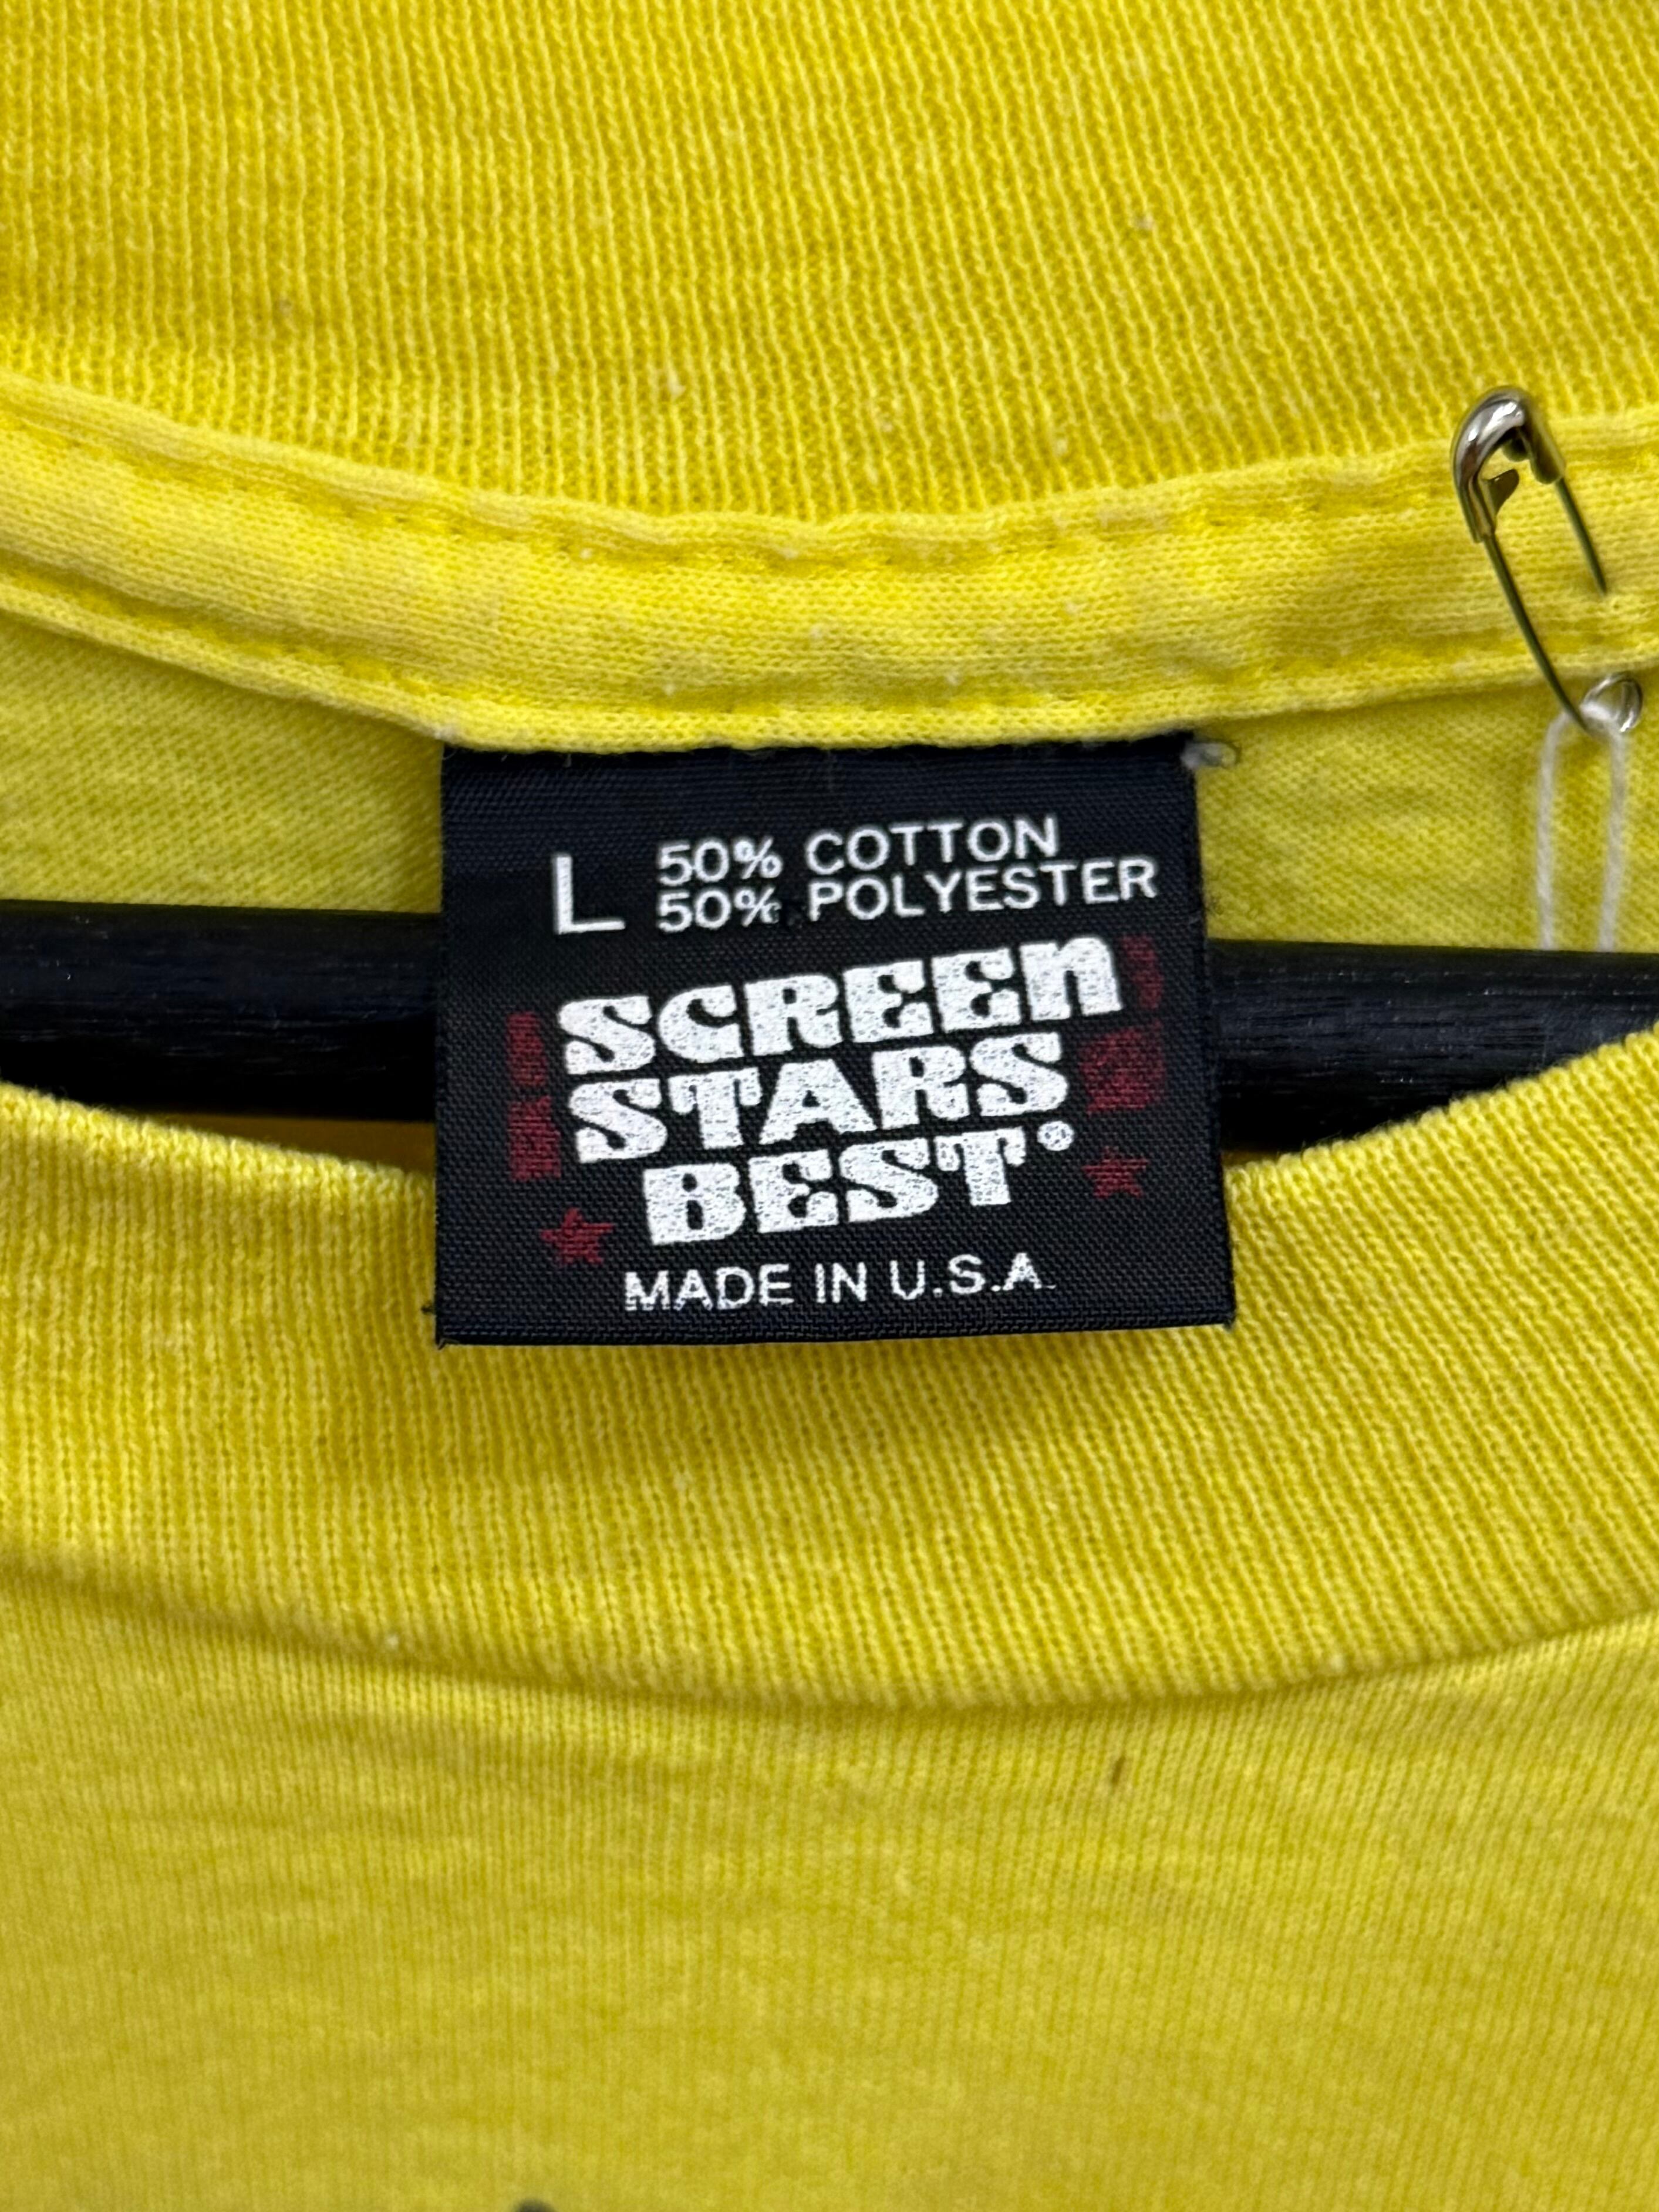 L 50% COTTON
50% POLYESTER
SCREEN
STARS
BEST®
MADE IN U.S.A.